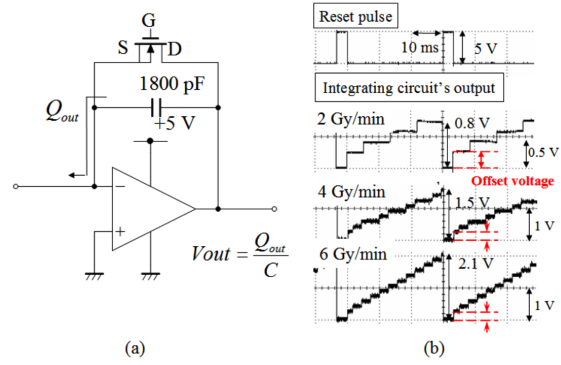 G
S
D
1800 pF
Qout
+5 V
−
+
Vout = Qout / C
(a)
Reset pulse
10 ms
5 V
Integrating circuit's output
2 Gy/min
0.8 V
0.5 V
Offset voltage
4 Gy/min
1.5 V
1 V
6 Gy/min
2.1 V
1 V
(b)